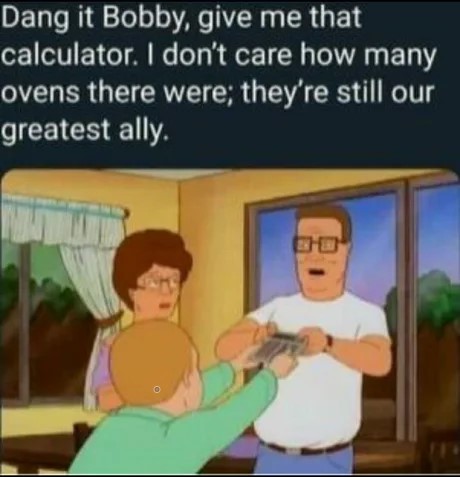 Dang it Bobby, give me that
calculator. I don't care how many
ovens there were; they're still our
greatest ally.